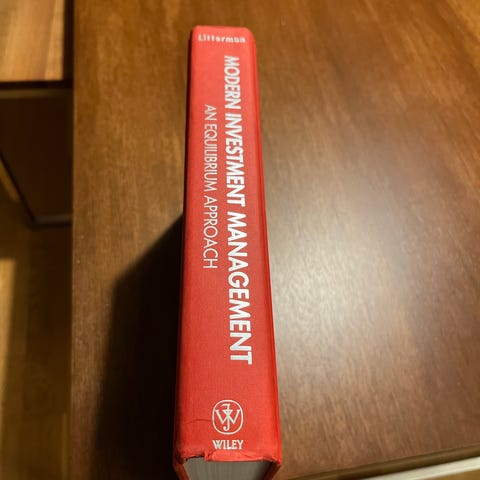 Litterman
MODERN INVESTMENT MANAGEMENT
AN EQUILIBRIUM APPROACH
WILEY